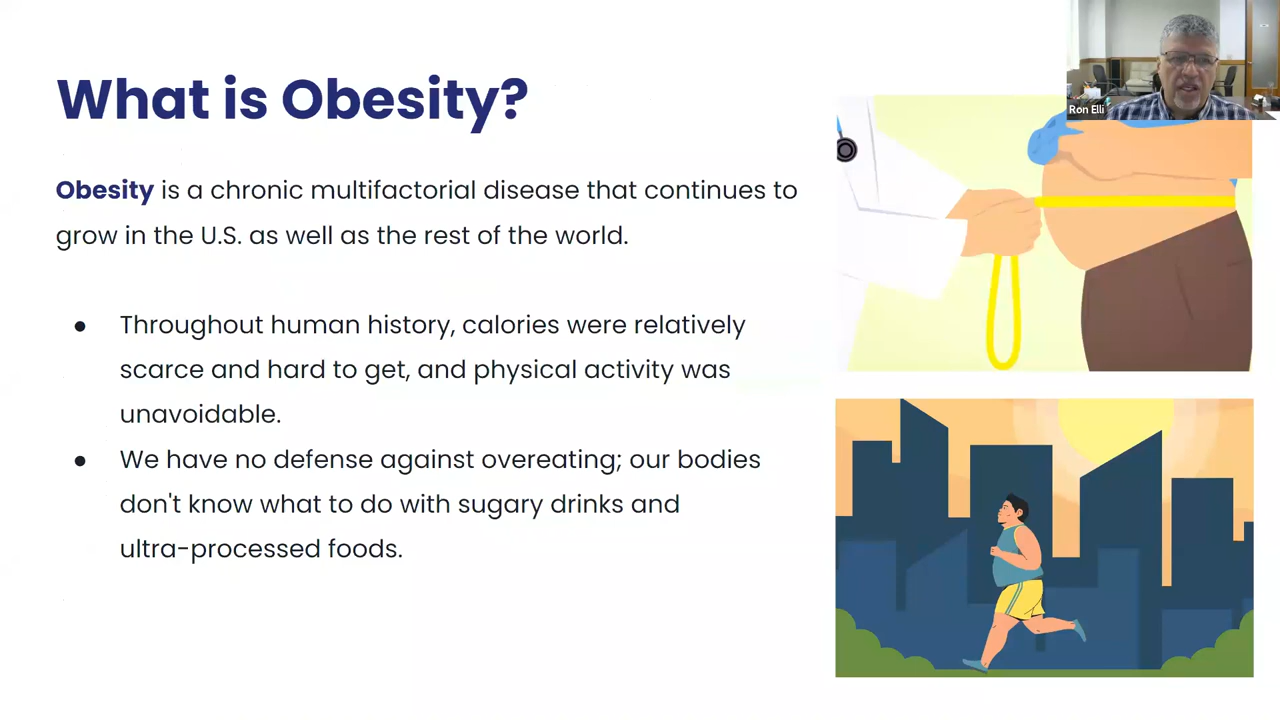 What is Obesity?
Ron Elli
Obesity is a chronic multifactorial disease that continues to
grow in the U.S. as well as the rest of the world.
● Throughout human history, calories were relatively
scarce and hard to get, and physical activity was
unavoidable.
● We have no defense against overeating; our bodies
don't know what to do with sugary drinks and
ultra-processed foods.